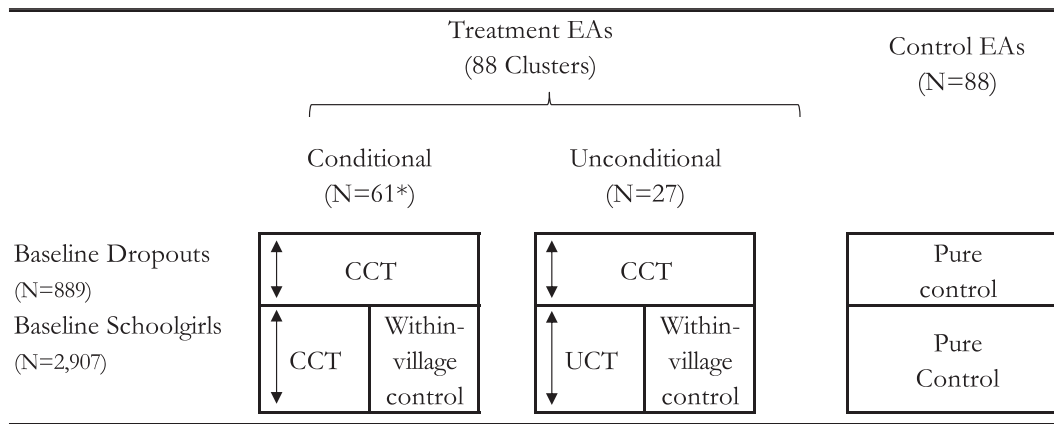 Treatment EAs
(88 Clusters)
Control EAs
(N=88)
Conditional
(N=61*)
Unconditional
(N=27)
Baseline Dropouts
(N=889)
CCT
CCT
Pure
control
Baseline Schoolgirls
(N=2,907)
CCT
Within-
village
control
UCT
Within-
village
control
Pure
Control